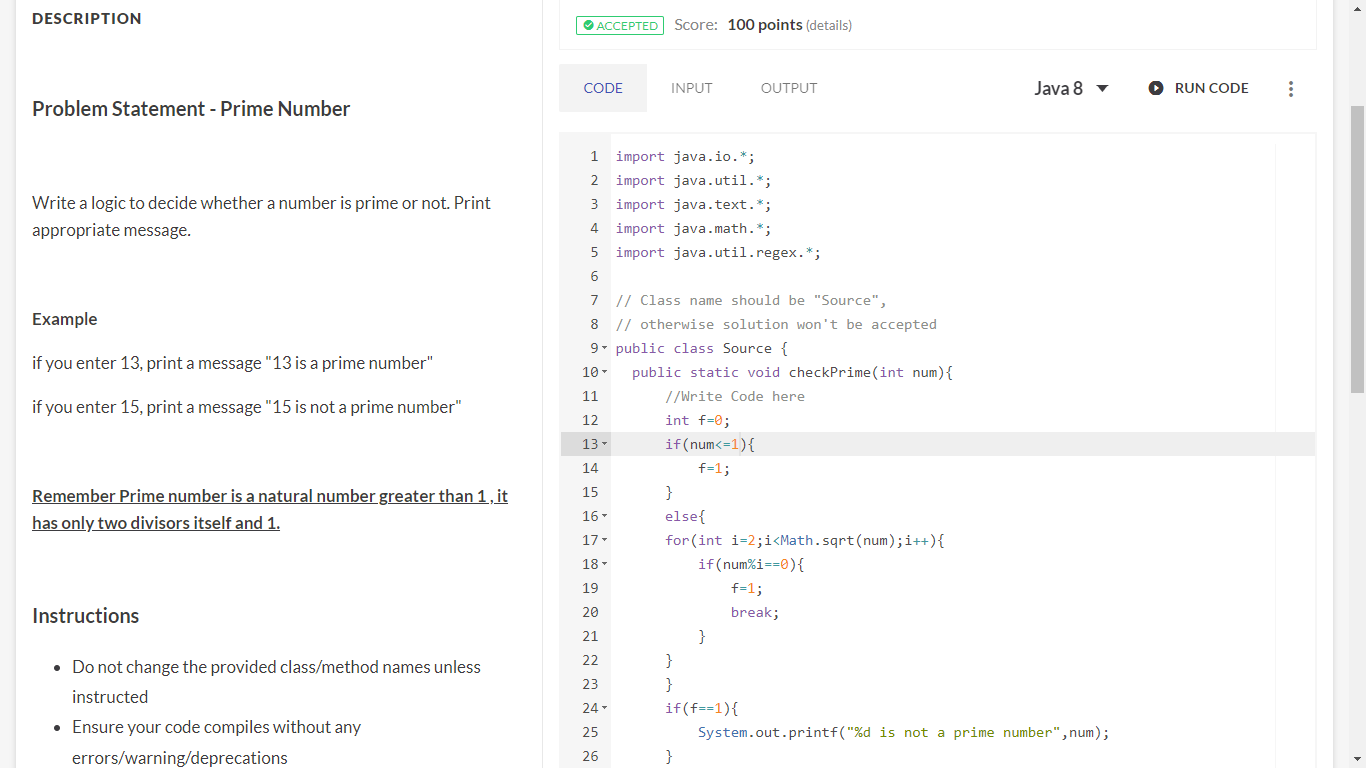 DESCRIPTION
Problem Statement - Prime Number
Write a logic to decide whether a number is prime or not. Print
appropriate message.
Example
if you enter 13, print a message "13 is a prime number"
if you enter 15, print a message "15 is not a prime number"
Remember Prime number is a natural number greater than 1 , it
has only two divisors itself and 1.
Instructions
• Do not change the provided class/method names unless
instructed
• Ensure your code compiles without any
errors/warning/deprecations
ACCEPTED Score: 100 points (details)
CODE INPUT OUTPUT Java 8 RUN CODE
1 import java.io.*;
2 import java.util.*;
3 import java.text.*;
4 import java.math.*;
5 import java.util.regex.*;
6
7 // Class name should be "Source",
8 // otherwise solution won't be accepted
9 public class Source {
10 public static void checkPrime(int num){
11 //Write Code here
12 int f=0;
13 if(num<=1){
14 f=1;
15 }
16 else{
17 for(int i=2;i<Math.sqrt(num);i++){
18 if(num%i==0){
19 f=1;
20 break;
21 }
22 }
23 }
24 if(f==1){
25 System.out.printf("%d is not a prime number",num);
26 }